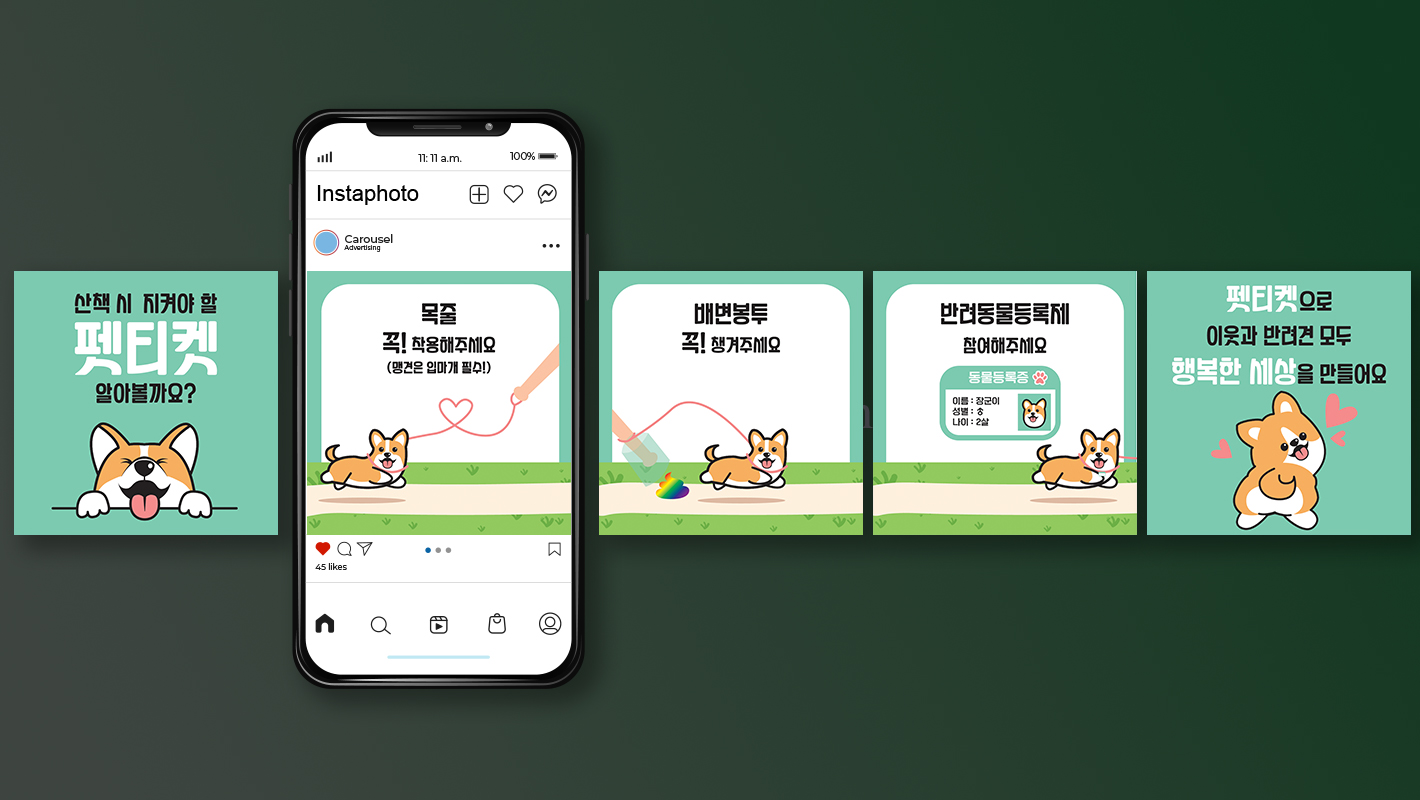 산책 시 지켜야 할
펫티켓
알아볼까요?
11:11 a.m.
100%
Instaphoto
Carousel
Advertising
목줄
꼭! 착용해주세요
(맹견은 입마개 필수!)
45 likes
배변봉투
꼭! 챙겨주세요
반려동물등록제
참여해주세요
동물등록증
이름 : 장군이
성별 : ♂
나이 : 2살
펫티켓으로
이웃과 반려견 모두
행복한 세상을 만들어요